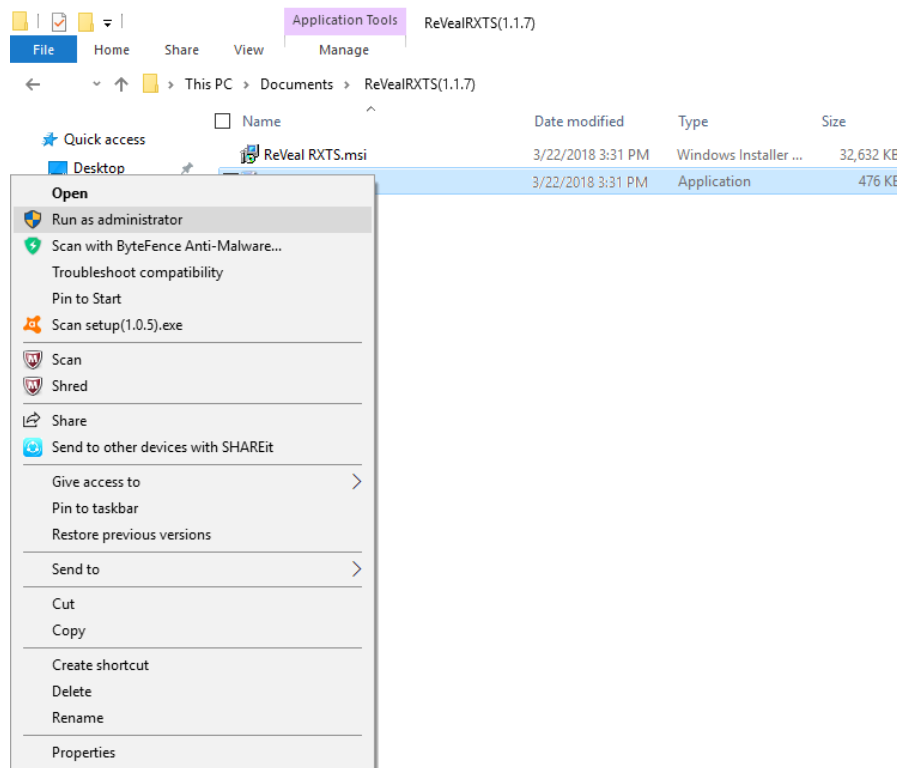 Application Tools ReVealRXTS(1.1.7)
File Home Share View Manage
This PC > Documents > ReVealRXTS(1.1.7)
Name Date modified Type Size
Quick access
ReVeal RXTS.msi 3/22/2018 3:31 PM Windows Installer ... 32,632 KB
Desktop
3/22/2018 3:31 PM Application 476 KB
Open
Run as administrator
Scan with ByteFence Anti-Malware...
Troubleshoot compatibility
Pin to Start
Scan setup(1.0.5).exe
Scan
Shred
Share
Send to other devices with SHAREit
Give access to
Pin to taskbar
Restore previous versions
Send to
Cut
Copy
Create shortcut
Delete
Rename
Properties